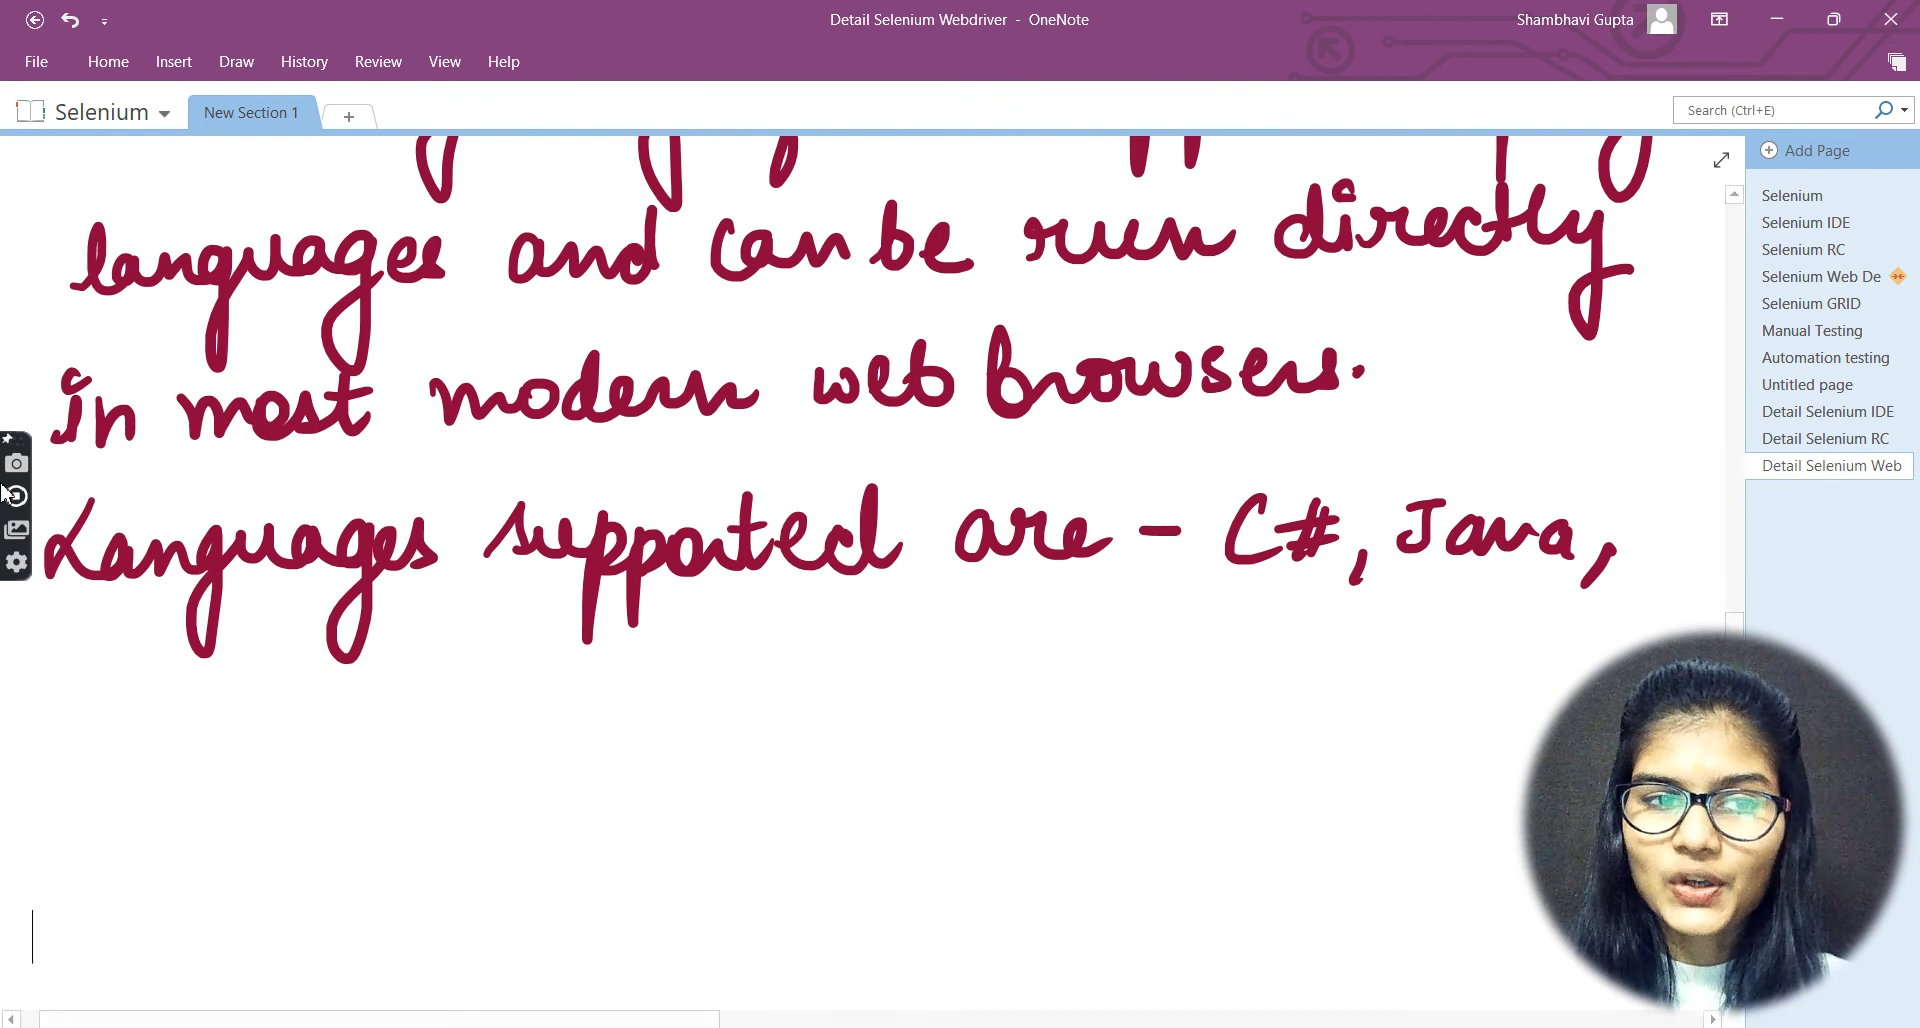 Detail Selenium Webdriver - OneNote
Shambhavi Gupta
File Home Insert Draw History Review View Help
Selenium
New Section 1
+
Search (Ctrl+E)
Add Page
Selenium
Selenium IDE
Selenium RC
Selenium Web De
Selenium GRID
Manual Testing
Automation testing
Untitled page
Detail Selenium IDE
Detail Selenium RC
Detail Selenium Web
languages and can be run directly
in most modern web browsers.
Languages supported are - C#, Java,